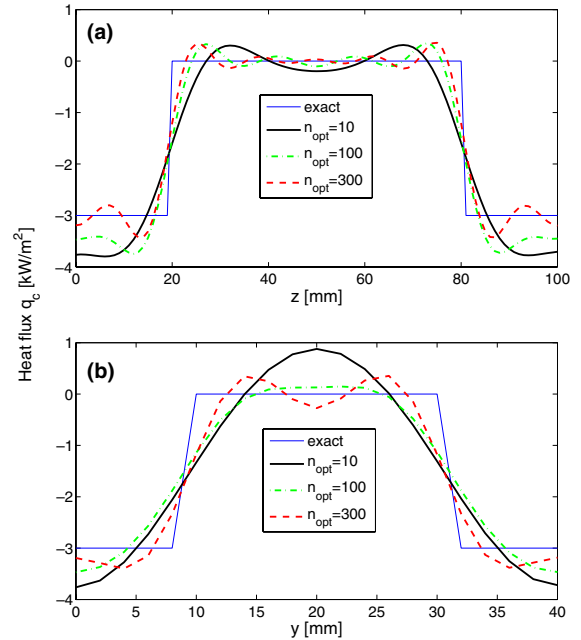 Heat flux q_c [kW/m²]
(a)
1
0
−1
−2
−3
−4
0 20 40 60 80 100
z [mm]
exact
n_opt=10
n_opt=100
n_opt=300
(b)
1
0
−1
−2
−3
−4
0 5 10 15 20 25 30 35 40
y [mm]
exact
n_opt=10
n_opt=100
n_opt=300